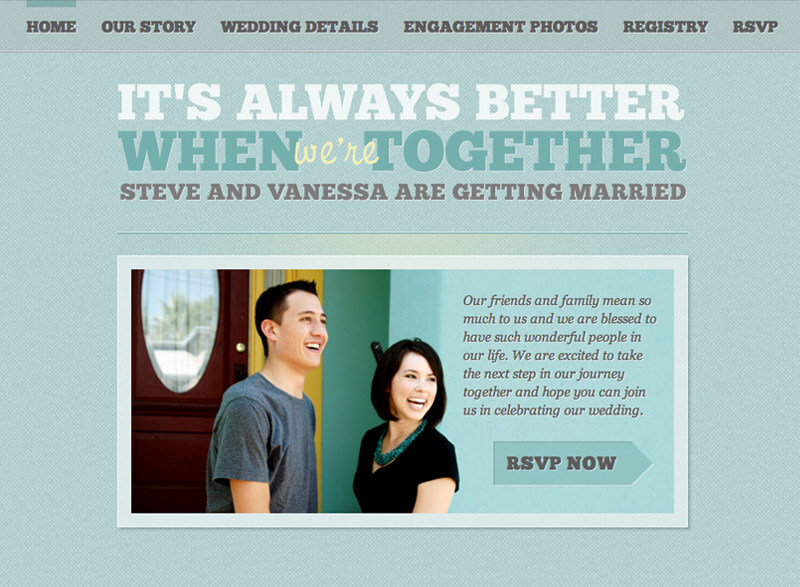 HOME OUR STORY WEDDING DETAILS ENGAGEMENT PHOTOS REGISTRY RSVP
IT'S ALWAYS BETTER
WHEN we're TOGETHER
STEVE AND VANESSA ARE GETTING MARRIED
Our friends and family mean so
much to us and we are blessed to
have such wonderful people in
our life. We are excited to take
the next step in our journey
together and hope you can join
us in celebrating our wedding.
RSVP NOW